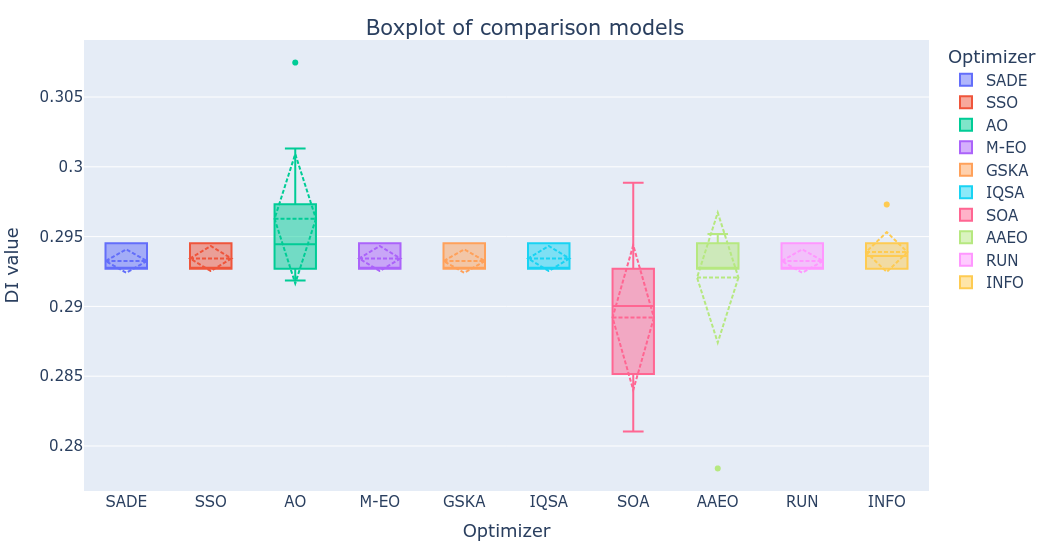 Boxplot of comparison models
DI value
0.305
0.3
0.295
0.29
0.285
0.28
SADE
SSO
AO
M-EO
GSKA
IQSA
SOA
AAEO
RUN
INFO
Optimizer
Optimizer
SADE
SSO
AO
M-EO
GSKA
IQSA
SOA
AAEO
RUN
INFO